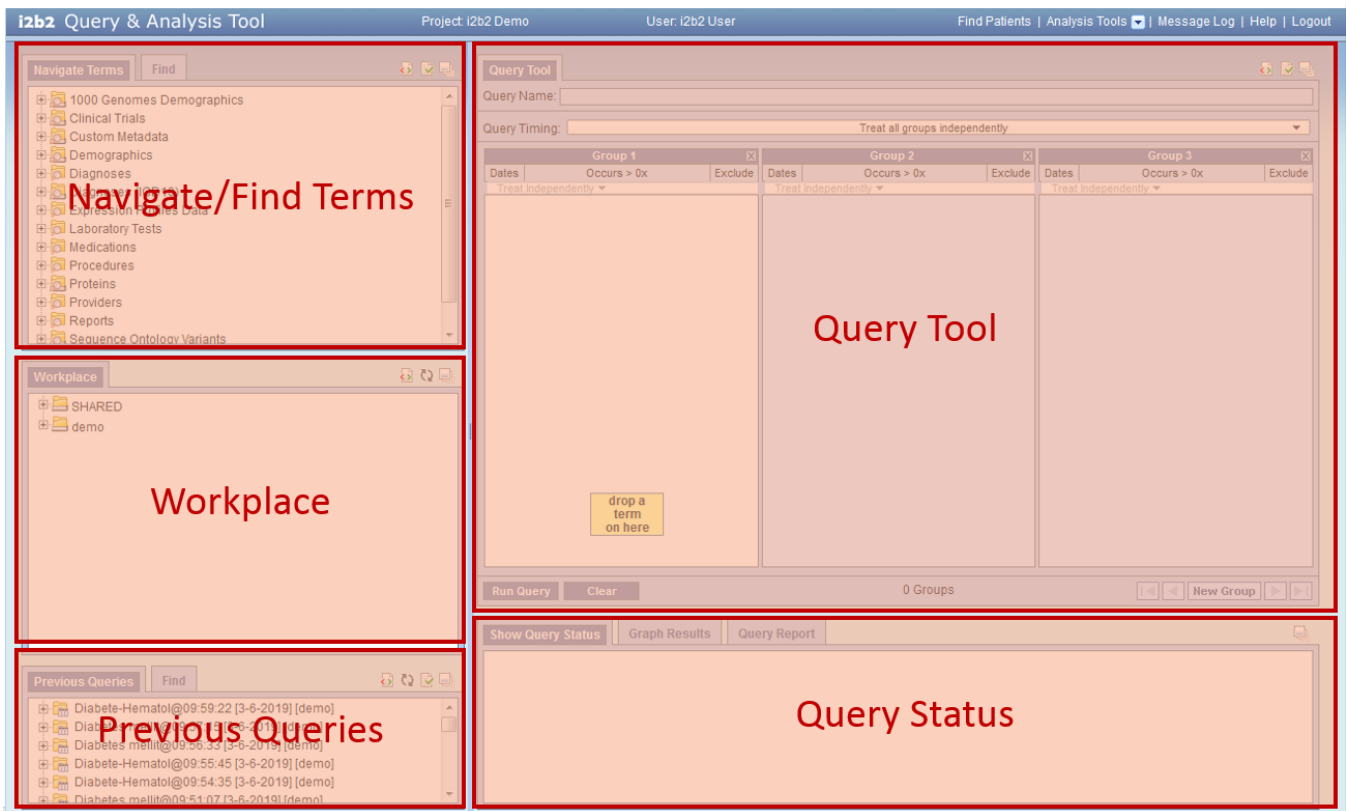 i2b2 Query & Analysis Tool Project: i2b2 Demo User: i2b2 User Find Patients | Analysis Tools | Message Log | Help | Logout
Navigate Terms Find
1000 Genomes Demographics
Clinical Trials
Custom Metadata
Demographics
Diagnoses
Navigate/Find Terms
Expression Profiles Data
Laboratory Tests
Medications
Procedures
Proteins
Providers
Reports
Sequence Ontology Variants
Workplace
SHARED
demo
Workplace
Previous Queries Find
Diabete-Hematol@09:59:22 [3-6-2019] [demo]
Previous Queries
Diabetes mellit@09:56:33 [3-6-2019] [demo]
Diabete-Hematol@09:55:45 [3-6-2019] [demo]
Diabete-Hematol@09:54:35 [3-6-2019] [demo]
Diabetes mellit@09:51:07 [3-6-2019] [demo]
Query Tool
Query Name:
Query Timing: Treat all groups independently
Group 1 Group 2 Group 3
Dates Occurs > 0x Exclude Dates Occurs > 0x Exclude Dates Occurs > 0x Exclude
Treat Independently Treat Independently Treat Independently
Query Tool
drop a
term
on here
Run Query Clear 0 Groups New Group
Show Query Status Graph Results Query Report
Query Status